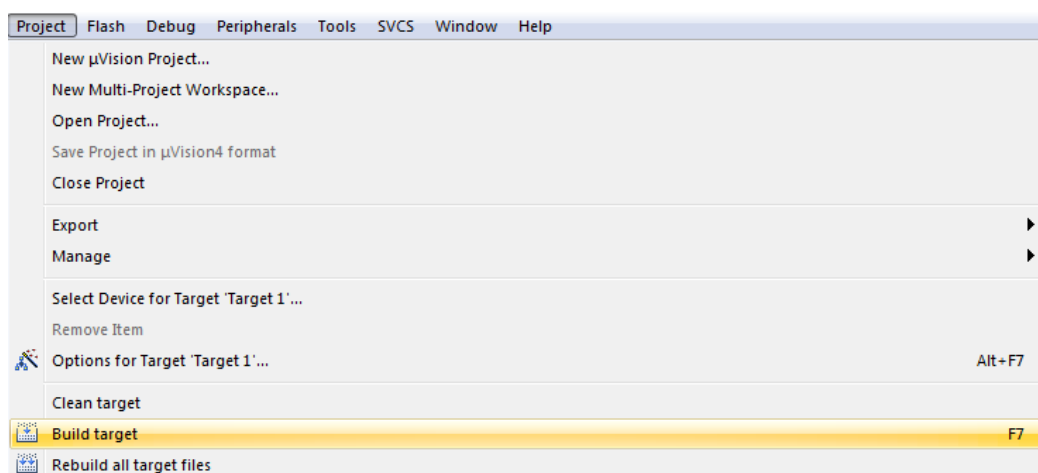 Project Flash Debug Peripherals Tools SVCS Window Help
New µVision Project...
New Multi-Project Workspace...
Open Project...
Save Project in µVision4 format
Close Project
Export
Manage
Select Device for Target 'Target 1'...
Remove Item
Options for Target 'Target 1'... Alt+F7
Clean target
Build target F7
Rebuild all target files